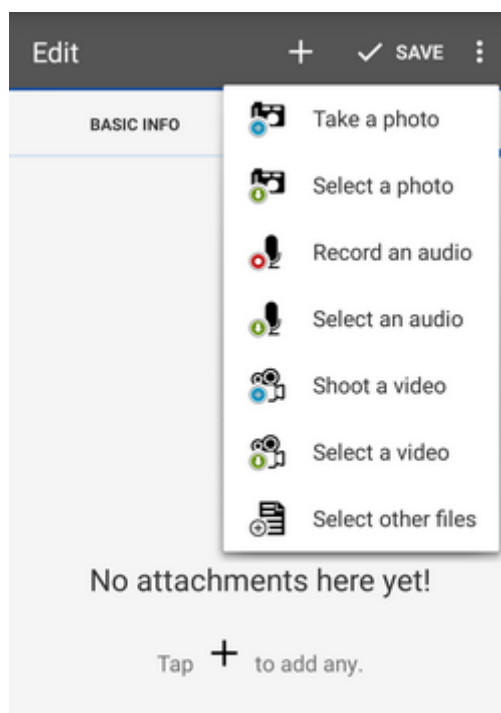 Edit
SAVE
BASIC INFO
Take a photo
Select a photo
Record an audio
Select an audio
Shoot a video
Select a video
Select other files
No attachments here yet!
Tap + to add any.